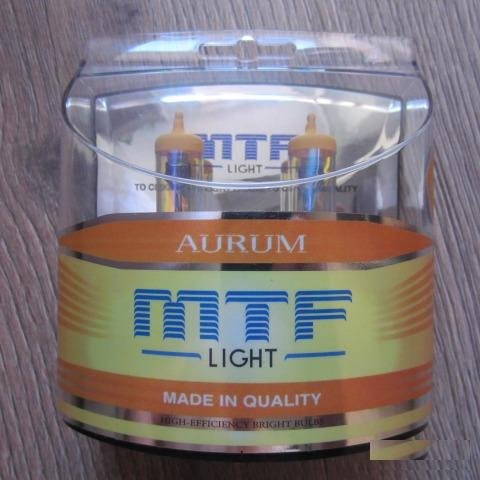 MTF
LIGHT
AURUM
MTF
LIGHT
MADE IN QUALITY
HIGH-EFFICIENCY BRIGHT BULBS